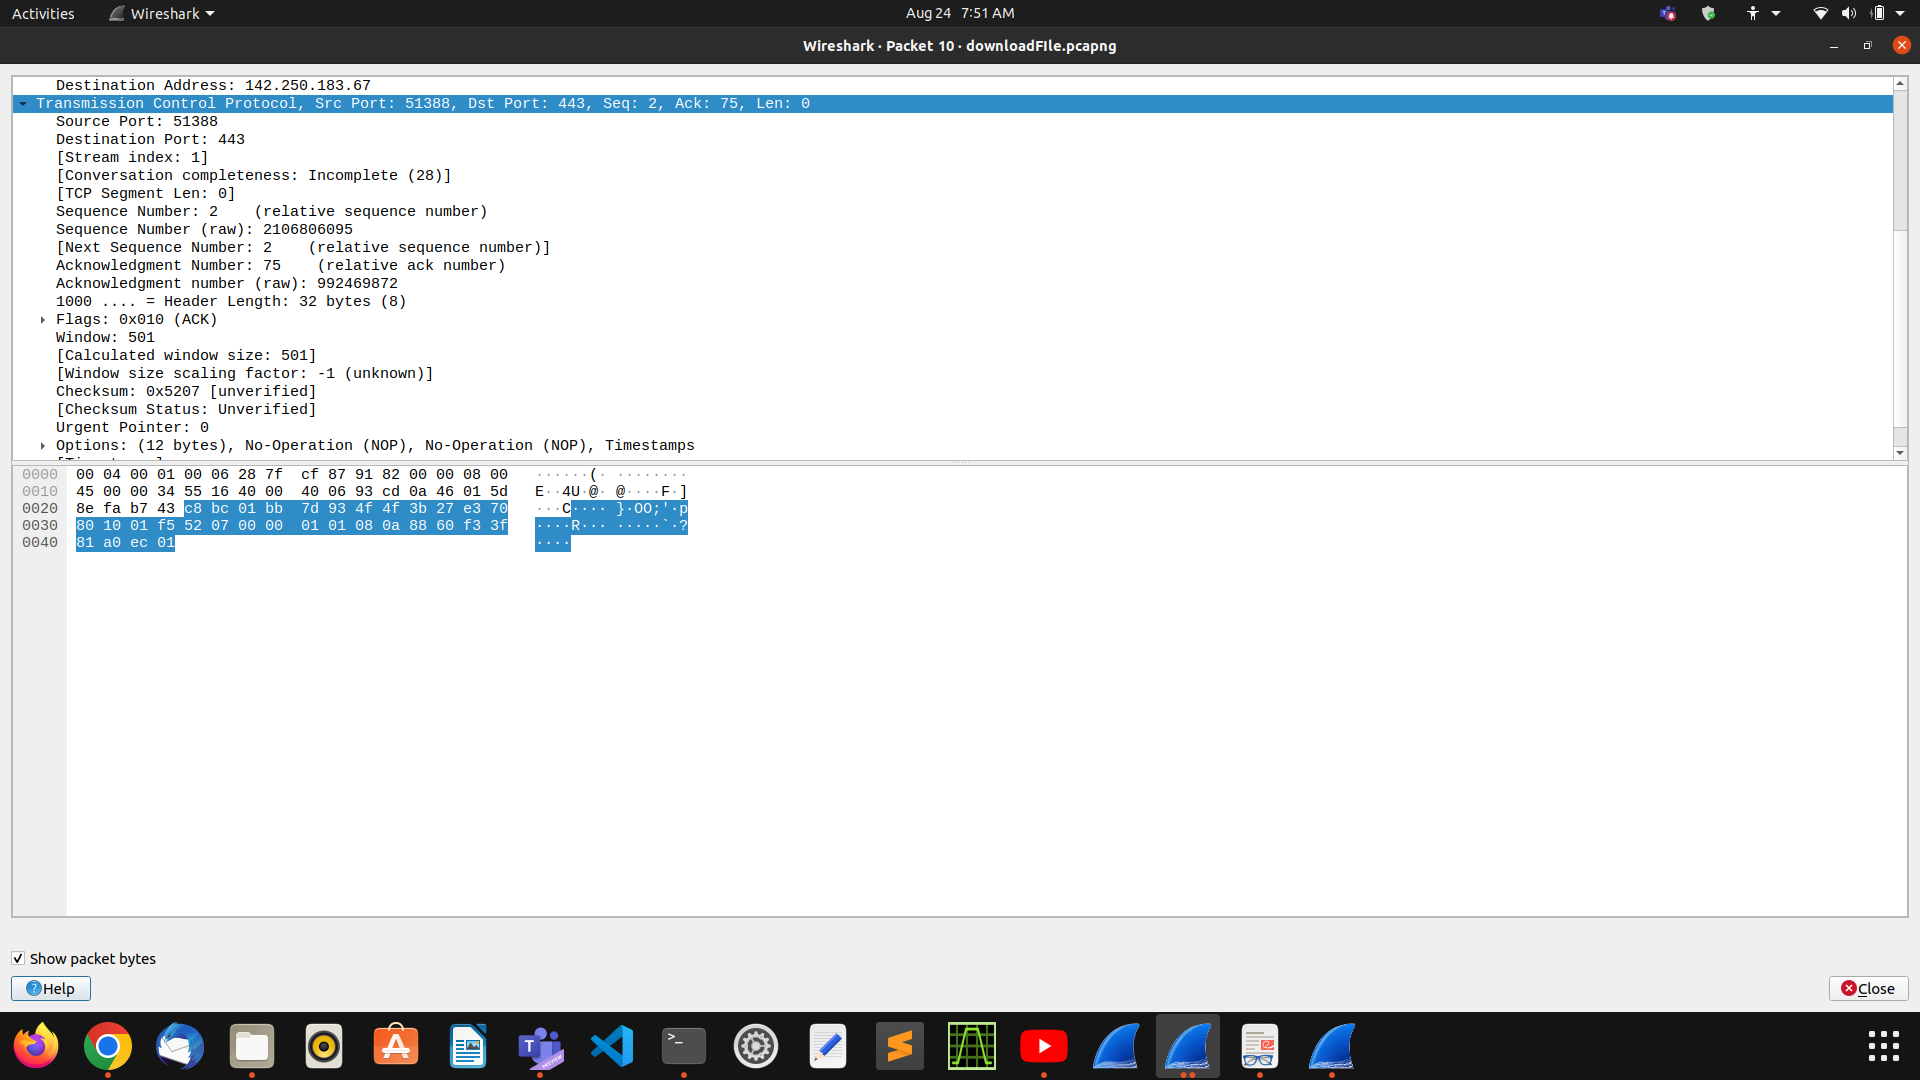 Activities Wireshark Aug 24 7:51 AM
Wireshark · Packet 10 · downloadFIle.pcapng
Destination Address: 142.250.183.67
Transmission Control Protocol, Src Port: 51388, Dst Port: 443, Seq: 2, Ack: 75, Len: 0
Source Port: 51388
Destination Port: 443
[Stream index: 1]
[Conversation completeness: Incomplete (28)]
[TCP Segment Len: 0]
Sequence Number: 2    (relative sequence number)
Sequence Number (raw): 2106806095
[Next Sequence Number: 2    (relative sequence number)]
Acknowledgment Number: 75    (relative ack number)
Acknowledgment number (raw): 992469872
1000 .... = Header Length: 32 bytes (8)
Flags: 0x010 (ACK)
Window: 501
[Calculated window size: 501]
[Window size scaling factor: -1 (unknown)]
Checksum: 0x5207 [unverified]
[Checksum Status: Unverified]
Urgent Pointer: 0
Options: (12 bytes), No-Operation (NOP), No-Operation (NOP), Timestamps
0000 00 04 00 01 00 06 28 7f  cf 87 91 82 00 00 08 00 ······(· ········
0010 45 00 00 34 55 16 40 00  40 06 93 cd 0a 46 01 5d E··4U·@· @····F·]
0020 8e fa b7 43 c8 bc 01 bb  7d 93 4f 4f 3b 27 e3 70 ···C···· }·OO;'·p
0030 80 10 01 f5 52 07 00 00  01 01 08 0a 88 60 f3 3f ····R··· ·····`·?
0040 81 a0 ec 01 ····
Show packet bytes
Help Close